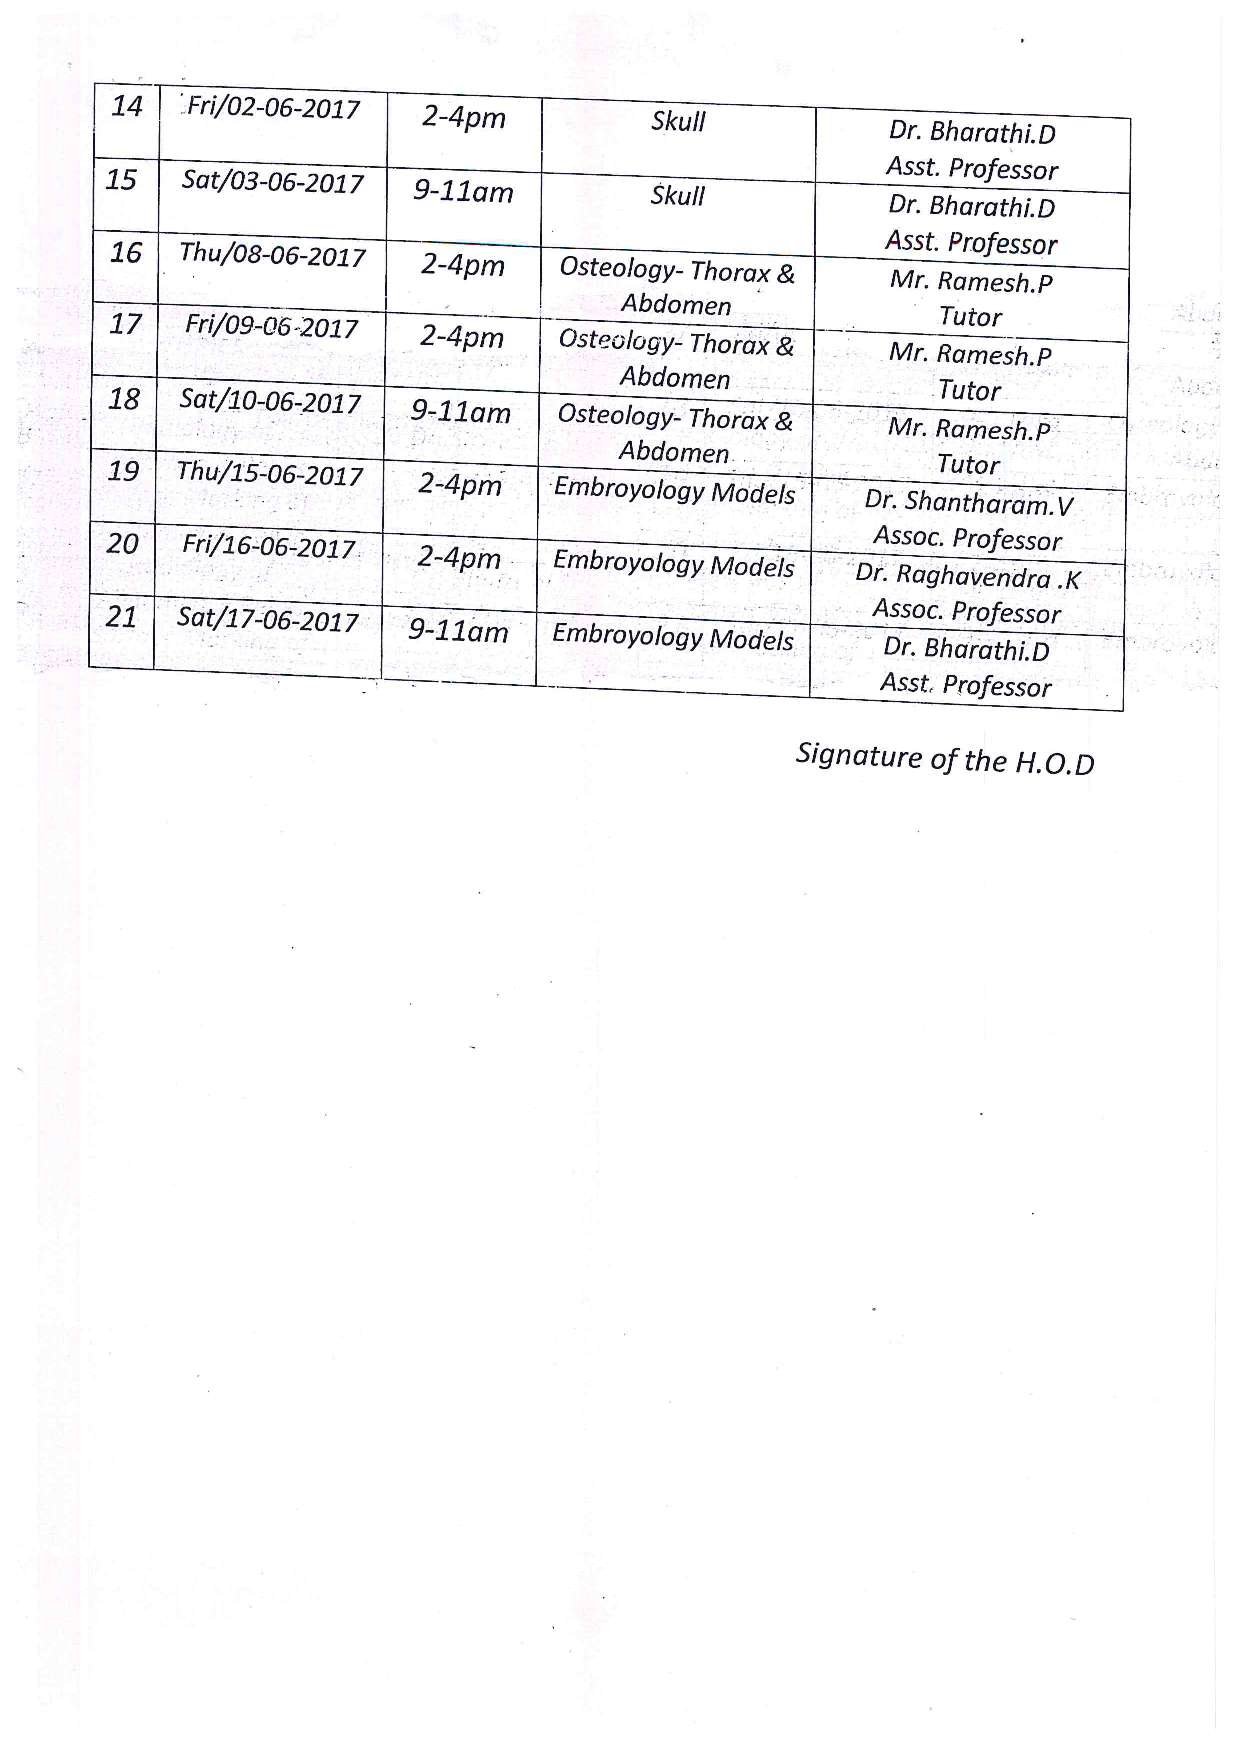 14 Fri/02-06-2017 2-4pm Skull Dr. Bharathi.D
Asst. Professor
15 Sat/03-06-2017 9-11am Skull Dr. Bharathi.D
Asst. Professor
16 Thu/08-06-2017 2-4pm Osteology- Thorax & Mr. Ramesh.P
Abdomen Tutor
17 Fri/09-06-2017 2-4pm Osteology- Thorax & Mr. Ramesh.P
Abdomen Tutor
18 Sat/10-06-2017 9-11am Osteology- Thorax & Mr. Ramesh.P
Abdomen Tutor
19 Thu/15-06-2017 2-4pm Embroyology Models Dr. Shantharam.V
Assoc. Professor
20 Fri/16-06-2017 2-4pm Embroyology Models Dr. Raghavendra .K
Assoc. Professor
21 Sat/17-06-2017 9-11am Embroyology Models Dr. Bharathi.D
Asst. Professor
Signature of the H.O.D